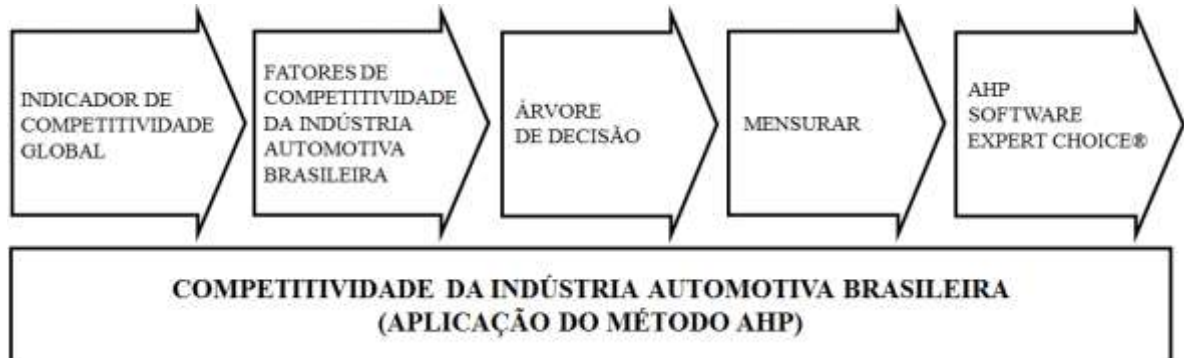 INDICADOR DE
COMPETITIVIDADE
GLOBAL
FATORES DE
COMPETITIVIDADE
DA INDÚSTRIA
AUTOMOTIVA
BRASILEIRA
ÁRVORE
DE DECISÃO
MENSURAR
AHP
SOFTWARE
EXPERT CHOICE®
COMPETITIVIDADE DA INDÚSTRIA AUTOMOTIVA BRASILEIRA
(APLICAÇÃO DO MÉTODO AHP)